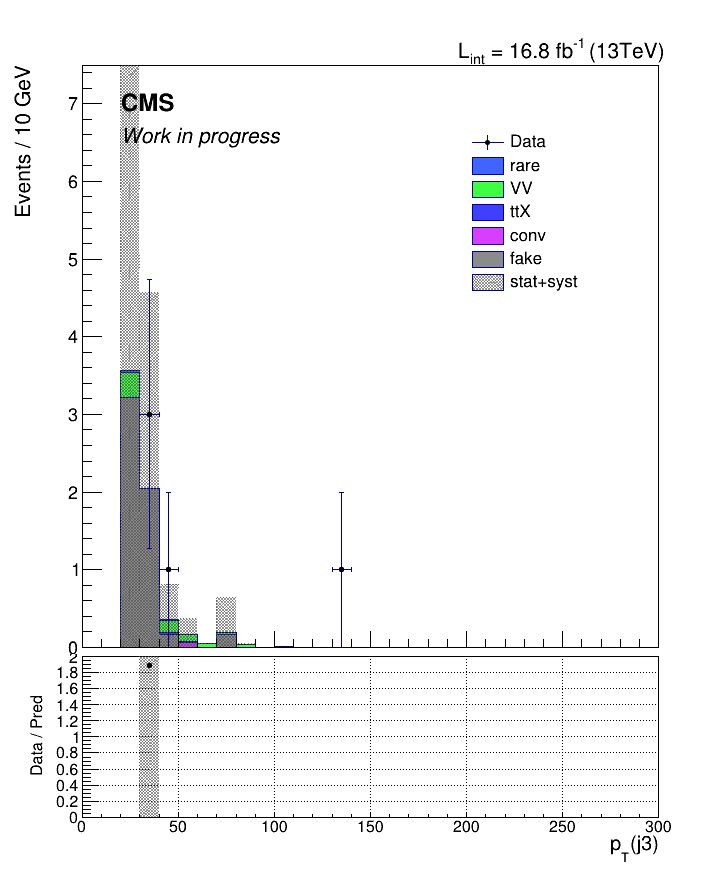 L_int = 16.8 fb⁻¹ (13TeV)
Events / 10 GeV
CMS
Work in progress
Data
rare
VV
ttX
conv
fake
stat+syst
7
6
5
4
3
2
1
0
Data / Pred
2
1.8
1.6
1.4
1.2
1
0.8
0.6
0.4
0.2
0
0 50 100 150 200 250 300
p_T(j3)